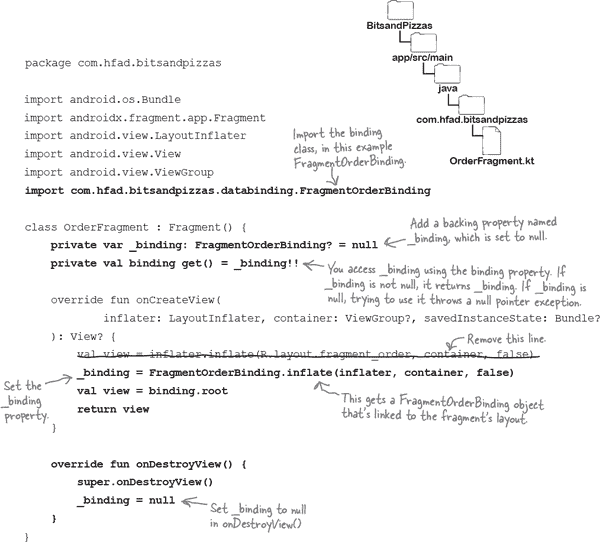 BitsandPizzas
app/src/main
java
com.hfad.bitsandpizzas
OrderFragment.kt
package com.hfad.bitsandpizzas
import android.os.Bundle
import androidx.fragment.app.Fragment
import android.view.LayoutInflater
import android.view.View
import android.view.ViewGroup
import com.hfad.bitsandpizzas.databinding.FragmentOrderBinding
Import the binding
class, in this example
FragmentOrderBinding.
class OrderFragment : Fragment() {
private var _binding: FragmentOrderBinding? = null
private val binding get() = _binding!!
Add a backing property named
_binding, which is set to null.
You access _binding using the binding property. If
_binding is not null, it returns _binding. If _binding is
null, trying to use it throws a null pointer exception.
override fun onCreateView(
inflater: LayoutInflater, container: ViewGroup?, savedInstanceState: Bundle?
): View? {
Remove this line.
val view = inflater.inflate(R.layout.fragment_order, container, false)
_binding = FragmentOrderBinding.inflate(inflater, container, false)
val view = binding.root
return view
}
Set the
_binding
property.
This gets a FragmentOrderBinding object
that's linked to the fragment's layout.
override fun onDestroyView() {
super.onDestroyView()
_binding = null
}
}
Set _binding to null
in onDestroyView()